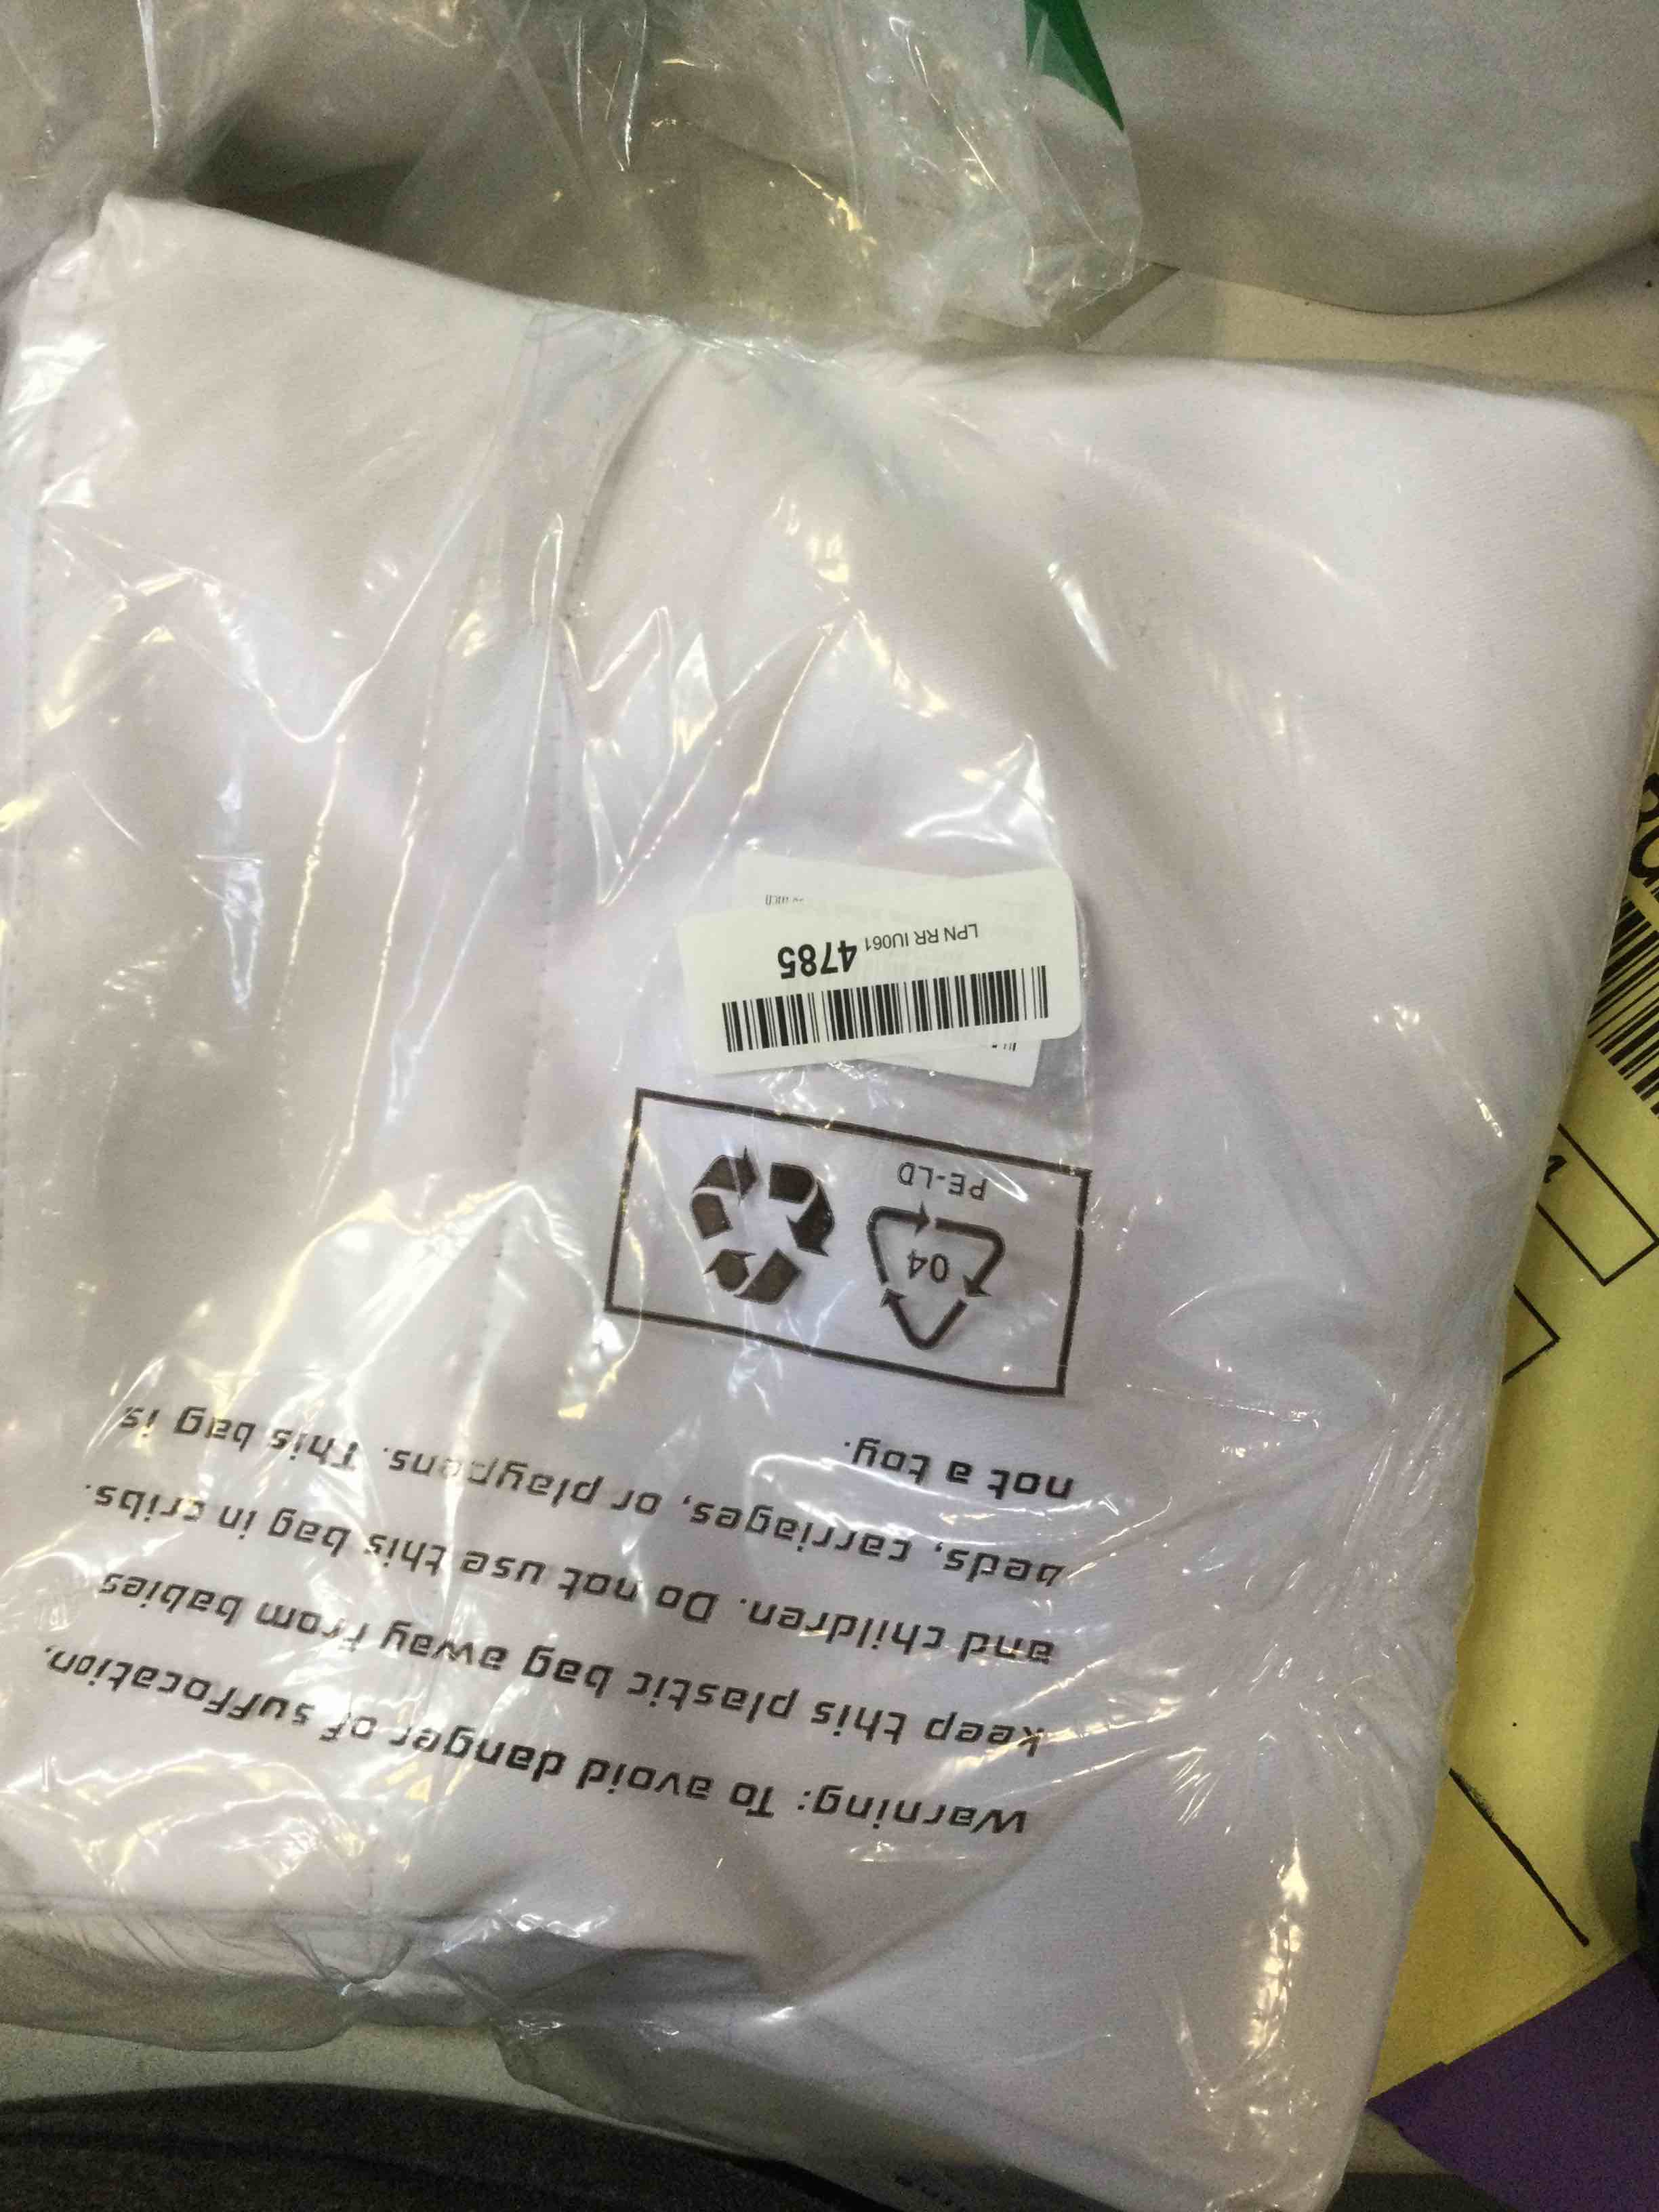 Warning: To avoid danger of suffocation,
keep this plastic bag away from babies
and children. Do not use this bag in cribs.
beds, carriages, or playpens. This bag is
not a toy.
04
PE-LD
LPN RR IU061 4785